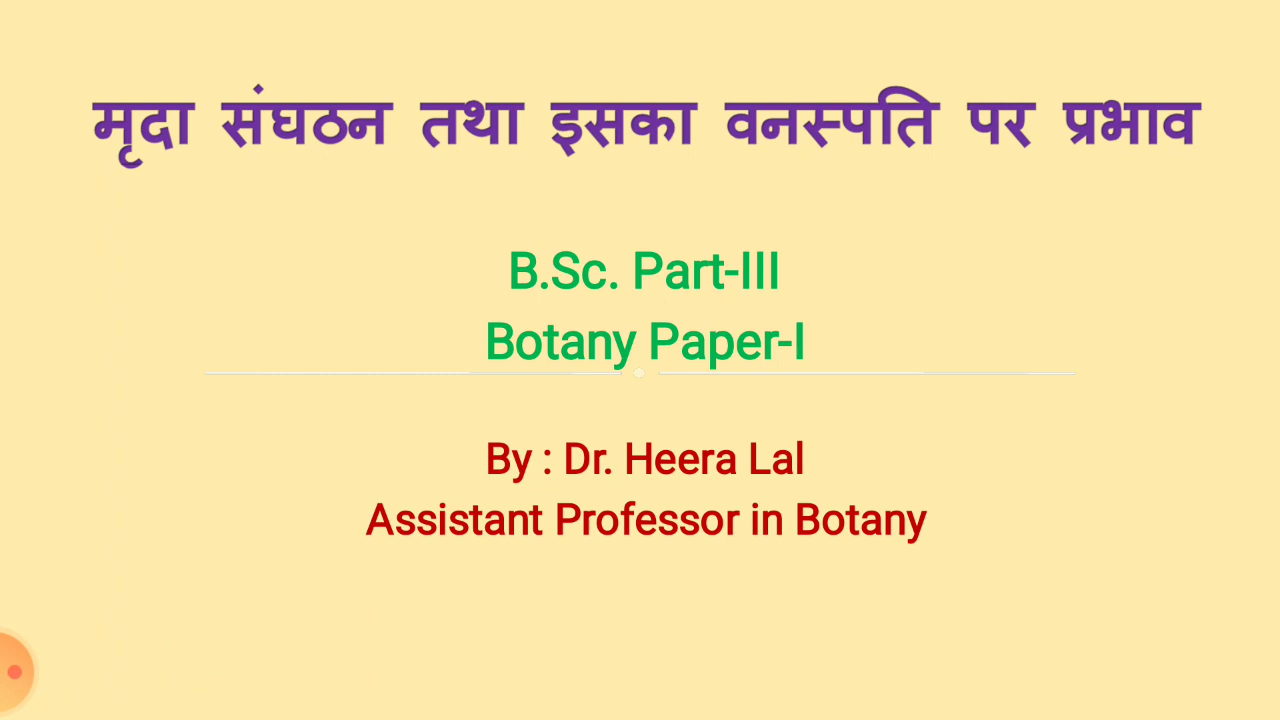 मृदा संघठन तथा इसका वनस्पति पर प्रभाव
B.Sc. Part-III
Botany Paper-I
By : Dr. Heera Lal
Assistant Professor in Botany